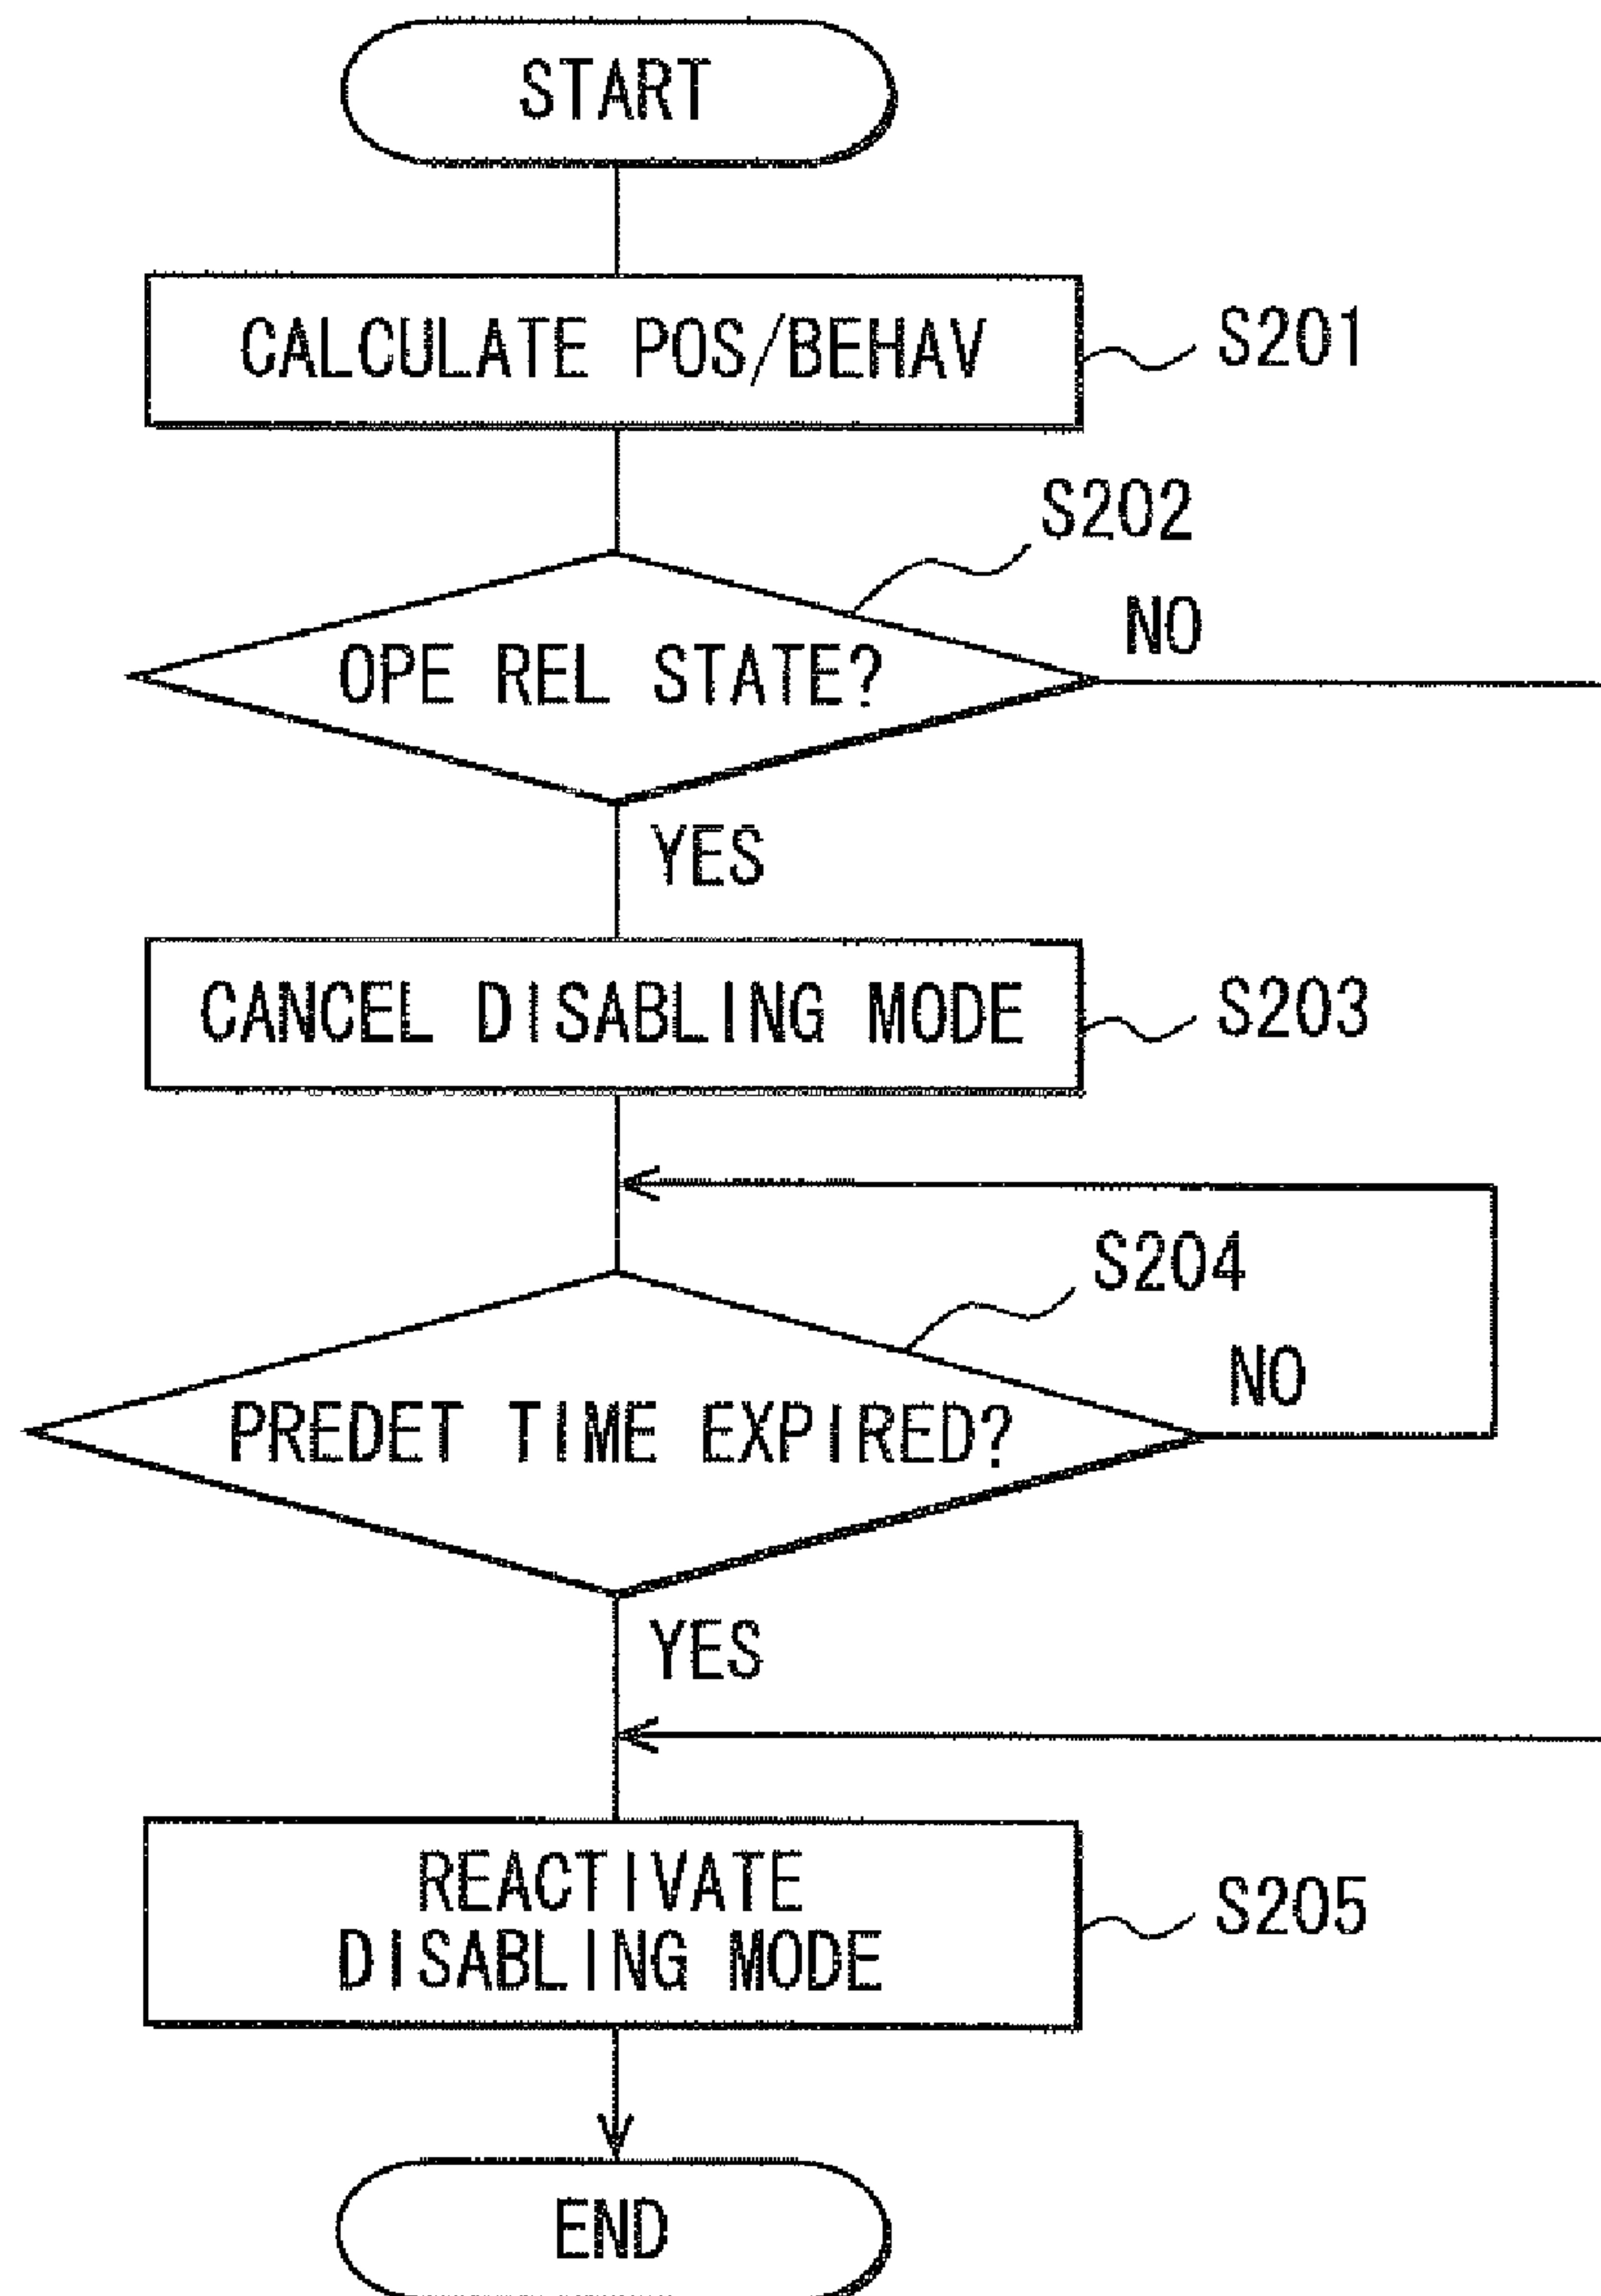 START
CALCULATE POS/BEHAV
S201
S202
OPE REL STATE?
NO
YES
CANCEL DISABLING MODE
S203
S204
PREDET TIME EXPIRED?
NO
YES
REACTIVATE
DISABLING MODE
S205
END